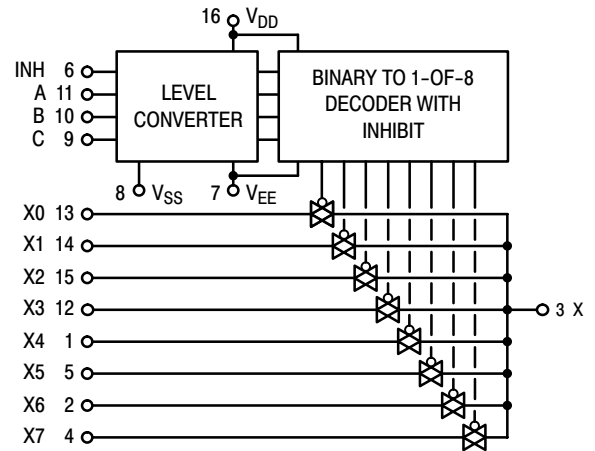 16 VDD
INH 6
A 11
B 10
C 9
LEVEL
CONVERTER
BINARY TO 1-OF-8
DECODER WITH
INHIBIT
8 VSS
7 VEE
X0 13
X1 14
X2 15
X3 12
3 X
X4 1
X5 5
X6 2
X7 4